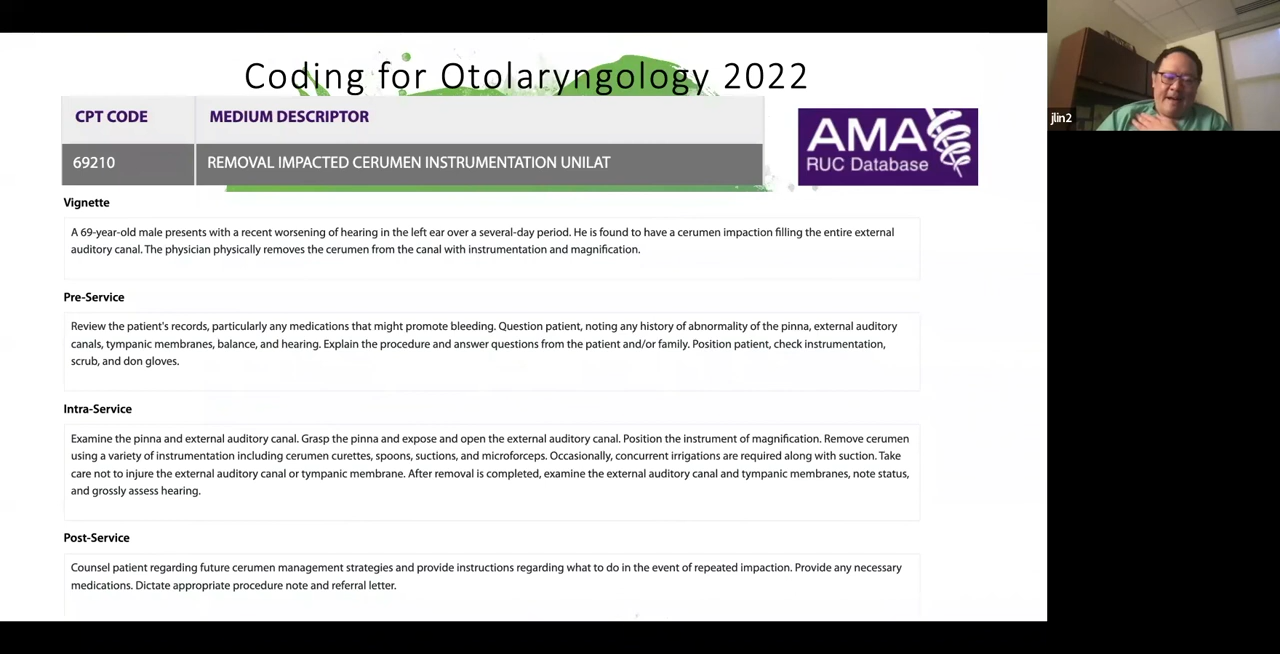 Coding for Otolaryngology 2022
CPT CODE
MEDIUM DESCRIPTOR
69210
REMOVAL IMPACTED CERUMEN INSTRUMENTATION UNILAT
AMA
RUC Database
jlin2
Vignette
A 69-year-old male presents with a recent worsening of hearing in the left ear over a several-day period. He is found to have a cerumen impaction filling the entire external
auditory canal. The physician physically removes the cerumen from the canal with instrumentation and magnification.
Pre-Service
Review the patient's records, particularly any medications that might promote bleeding. Question patient, noting any history of abnormality of the pinna, external auditory
canals, tympanic membranes, balance, and hearing. Explain the procedure and answer questions from the patient and/or family. Position patient, check instrumentation,
scrub, and don gloves.
Intra-Service
Examine the pinna and external auditory canal. Grasp the pinna and expose and open the external auditory canal. Position the instrument of magnification. Remove cerumen
using a variety of instrumentation including cerumen curettes, spoons, suctions, and microforceps. Occasionally, concurrent irrigations are required along with suction. Take
care not to injure the external auditory canal or tympanic membrane. After removal is completed, examine the external auditory canal and tympanic membranes, note status,
and grossly assess hearing.
Post-Service
Counsel patient regarding future cerumen management strategies and provide instructions regarding what to do in the event of repeated impaction. Provide any necessary
medications. Dictate appropriate procedure note and referral letter.